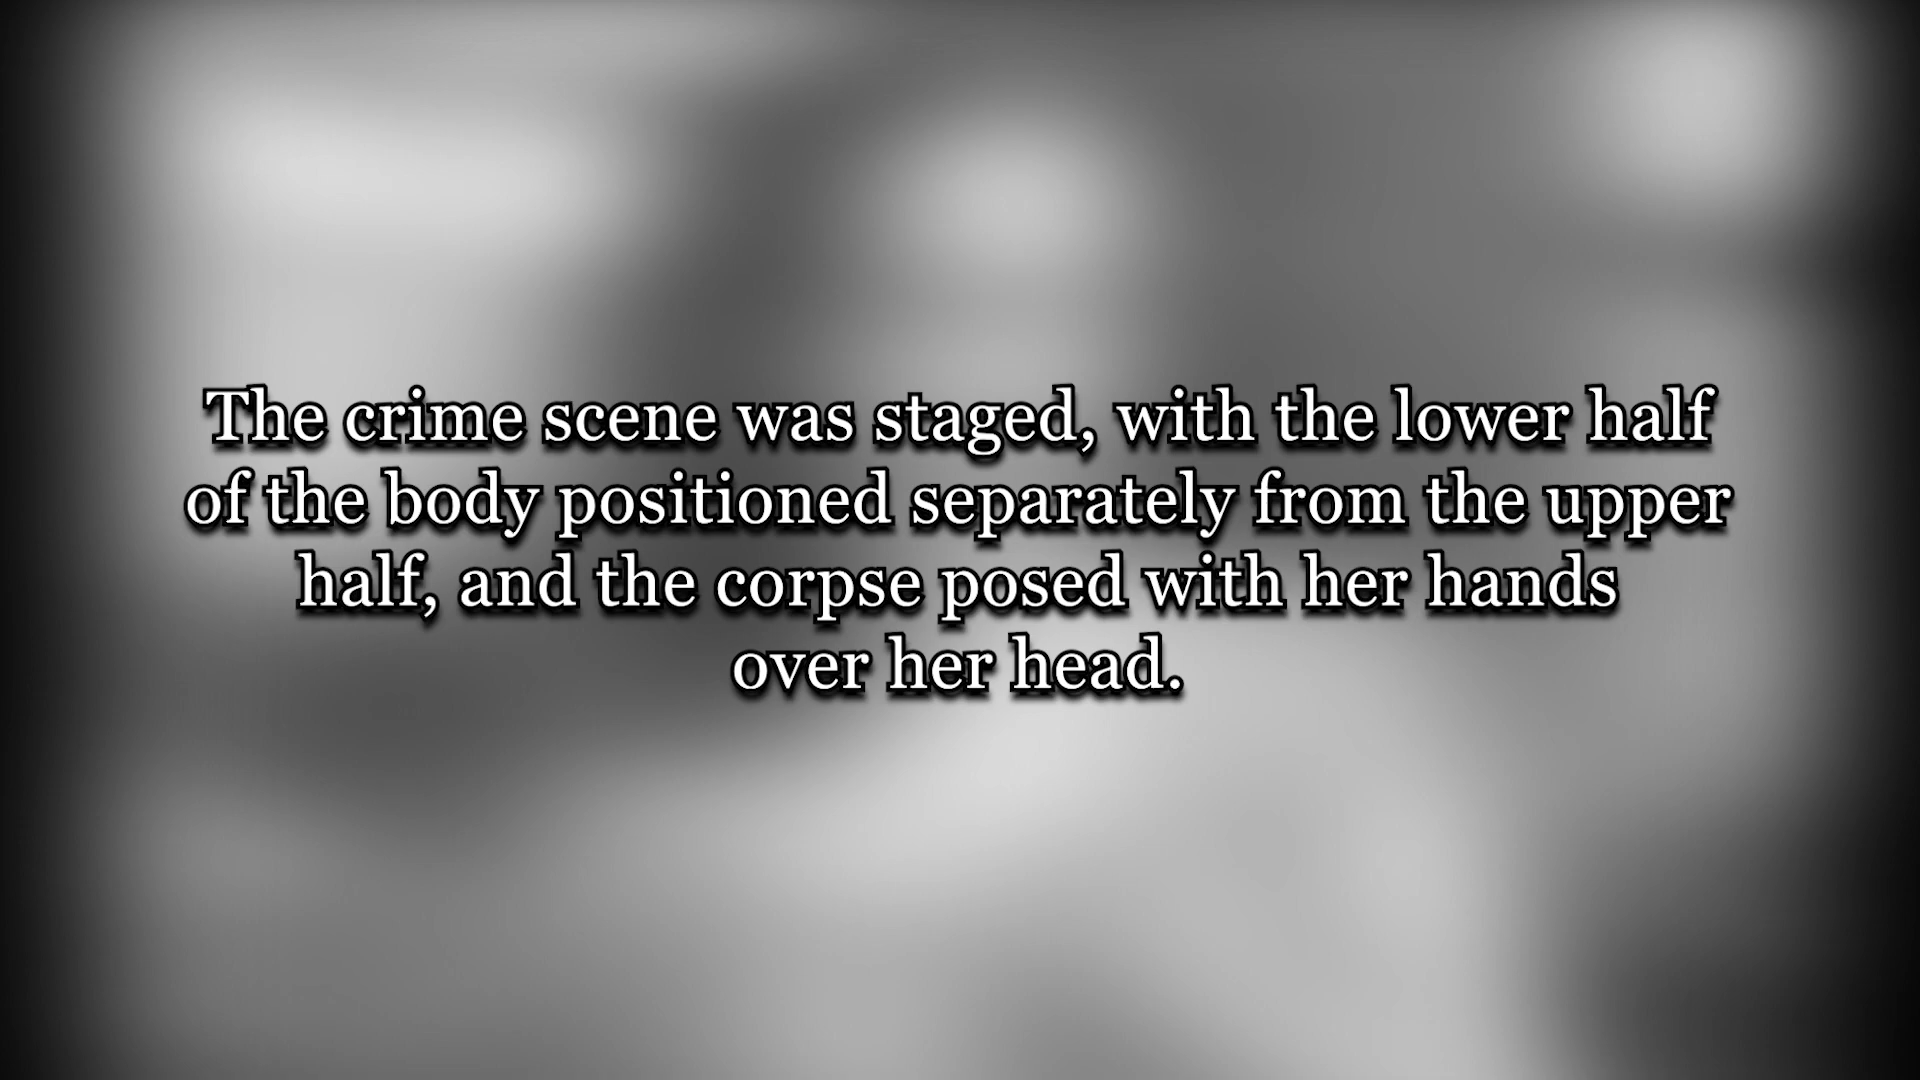 The crime scene was staged, with the lower half
of the body positioned separately from the upper
half, and the corpse posed with her hands
over her head.